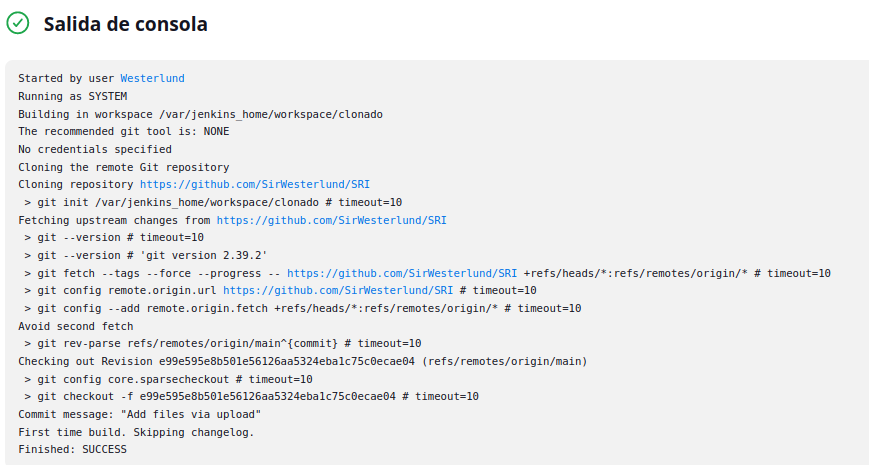 Salida de consola
Started by user Westerlund
Running as SYSTEM
Building in workspace /var/jenkins_home/workspace/clonado
The recommended git tool is: NONE
No credentials specified
Cloning the remote Git repository
Cloning repository https://github.com/SirWesterlund/SRI
 > git init /var/jenkins_home/workspace/clonado # timeout=10
Fetching upstream changes from https://github.com/SirWesterlund/SRI
 > git --version # timeout=10
 > git --version # 'git version 2.39.2'
 > git fetch --tags --force --progress -- https://github.com/SirWesterlund/SRI +refs/heads/*:refs/remotes/origin/* # timeout=10
 > git config remote.origin.url https://github.com/SirWesterlund/SRI # timeout=10
 > git config --add remote.origin.fetch +refs/heads/*:refs/remotes/origin/* # timeout=10
Avoid second fetch
 > git rev-parse refs/remotes/origin/main^{commit} # timeout=10
Checking out Revision e99e595e8b501e56126aa5324eba1c75c0ecae04 (refs/remotes/origin/main)
 > git config core.sparsecheckout # timeout=10
 > git checkout -f e99e595e8b501e56126aa5324eba1c75c0ecae04 # timeout=10
Commit message: "Add files via upload"
First time build. Skipping changelog.
Finished: SUCCESS